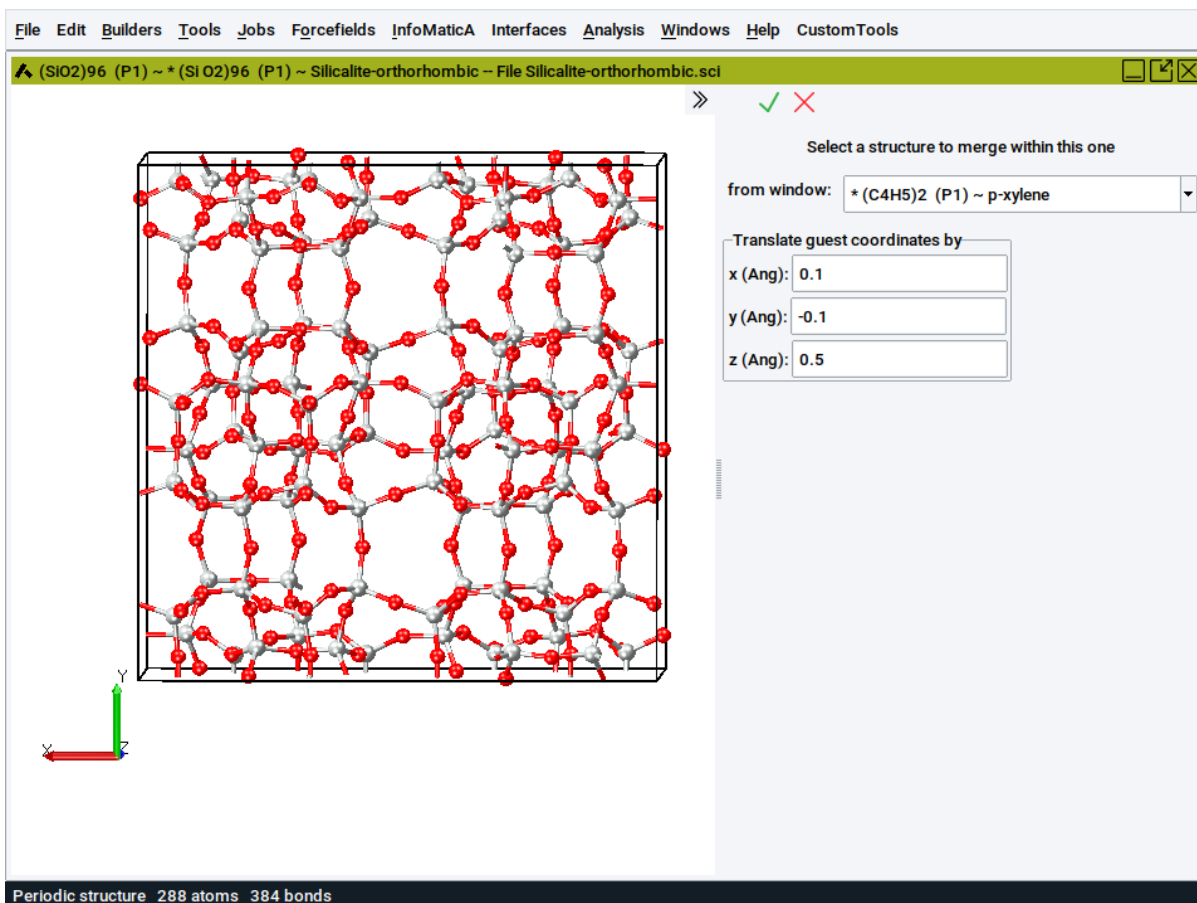 File Edit Builders Tools Jobs Forcefields InfoMaticA Interfaces Analysis Windows Help CustomTools
(SiO2)96 (P1) ~ * (Si O2)96 (P1) ~ Silicalite-orthorhombic -- File Silicalite-orthorhombic.sci
Select a structure to merge within this one
from window: * (C4H5)2 (P1) ~ p-xylene
Translate guest coordinates by
x (Ang): 0.1
y (Ang): -0.1
z (Ang): 0.5
Y
X Z
Periodic structure 288 atoms 384 bonds